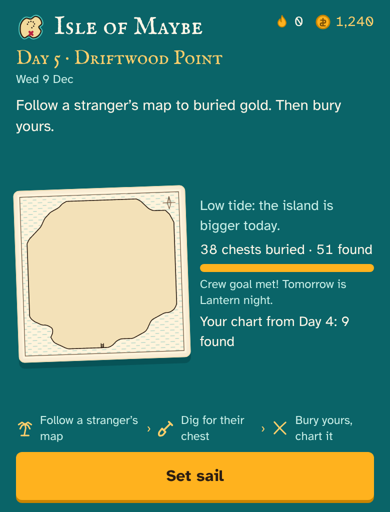 Isle of Maybe
0
1,240
Day 5 · Driftwood Point
Wed 9 Dec
Follow a stranger's map to buried gold. Then bury
yours.
Low tide: the island is
bigger today.
38 chests buried · 51 found
Crew goal met! Tomorrow is
Lantern night.
Your chart from Day 4: 9
found
Follow a stranger's
map
›
Dig for their
chest
›
Bury yours,
chart it
Set sail